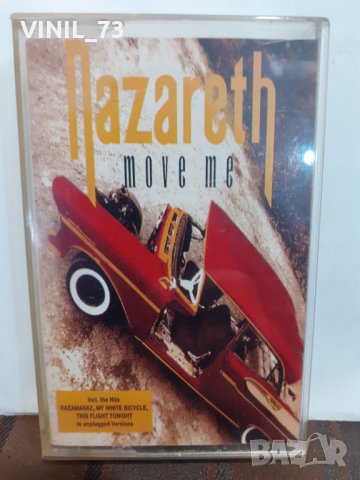 VINIL_73
Nazareth
move me
incl. the Hits
RAZAMANAZ, MY WHITE BICYCLE,
THIS FLIGHT TONIGHT
in unplugged Versions
BAZAR